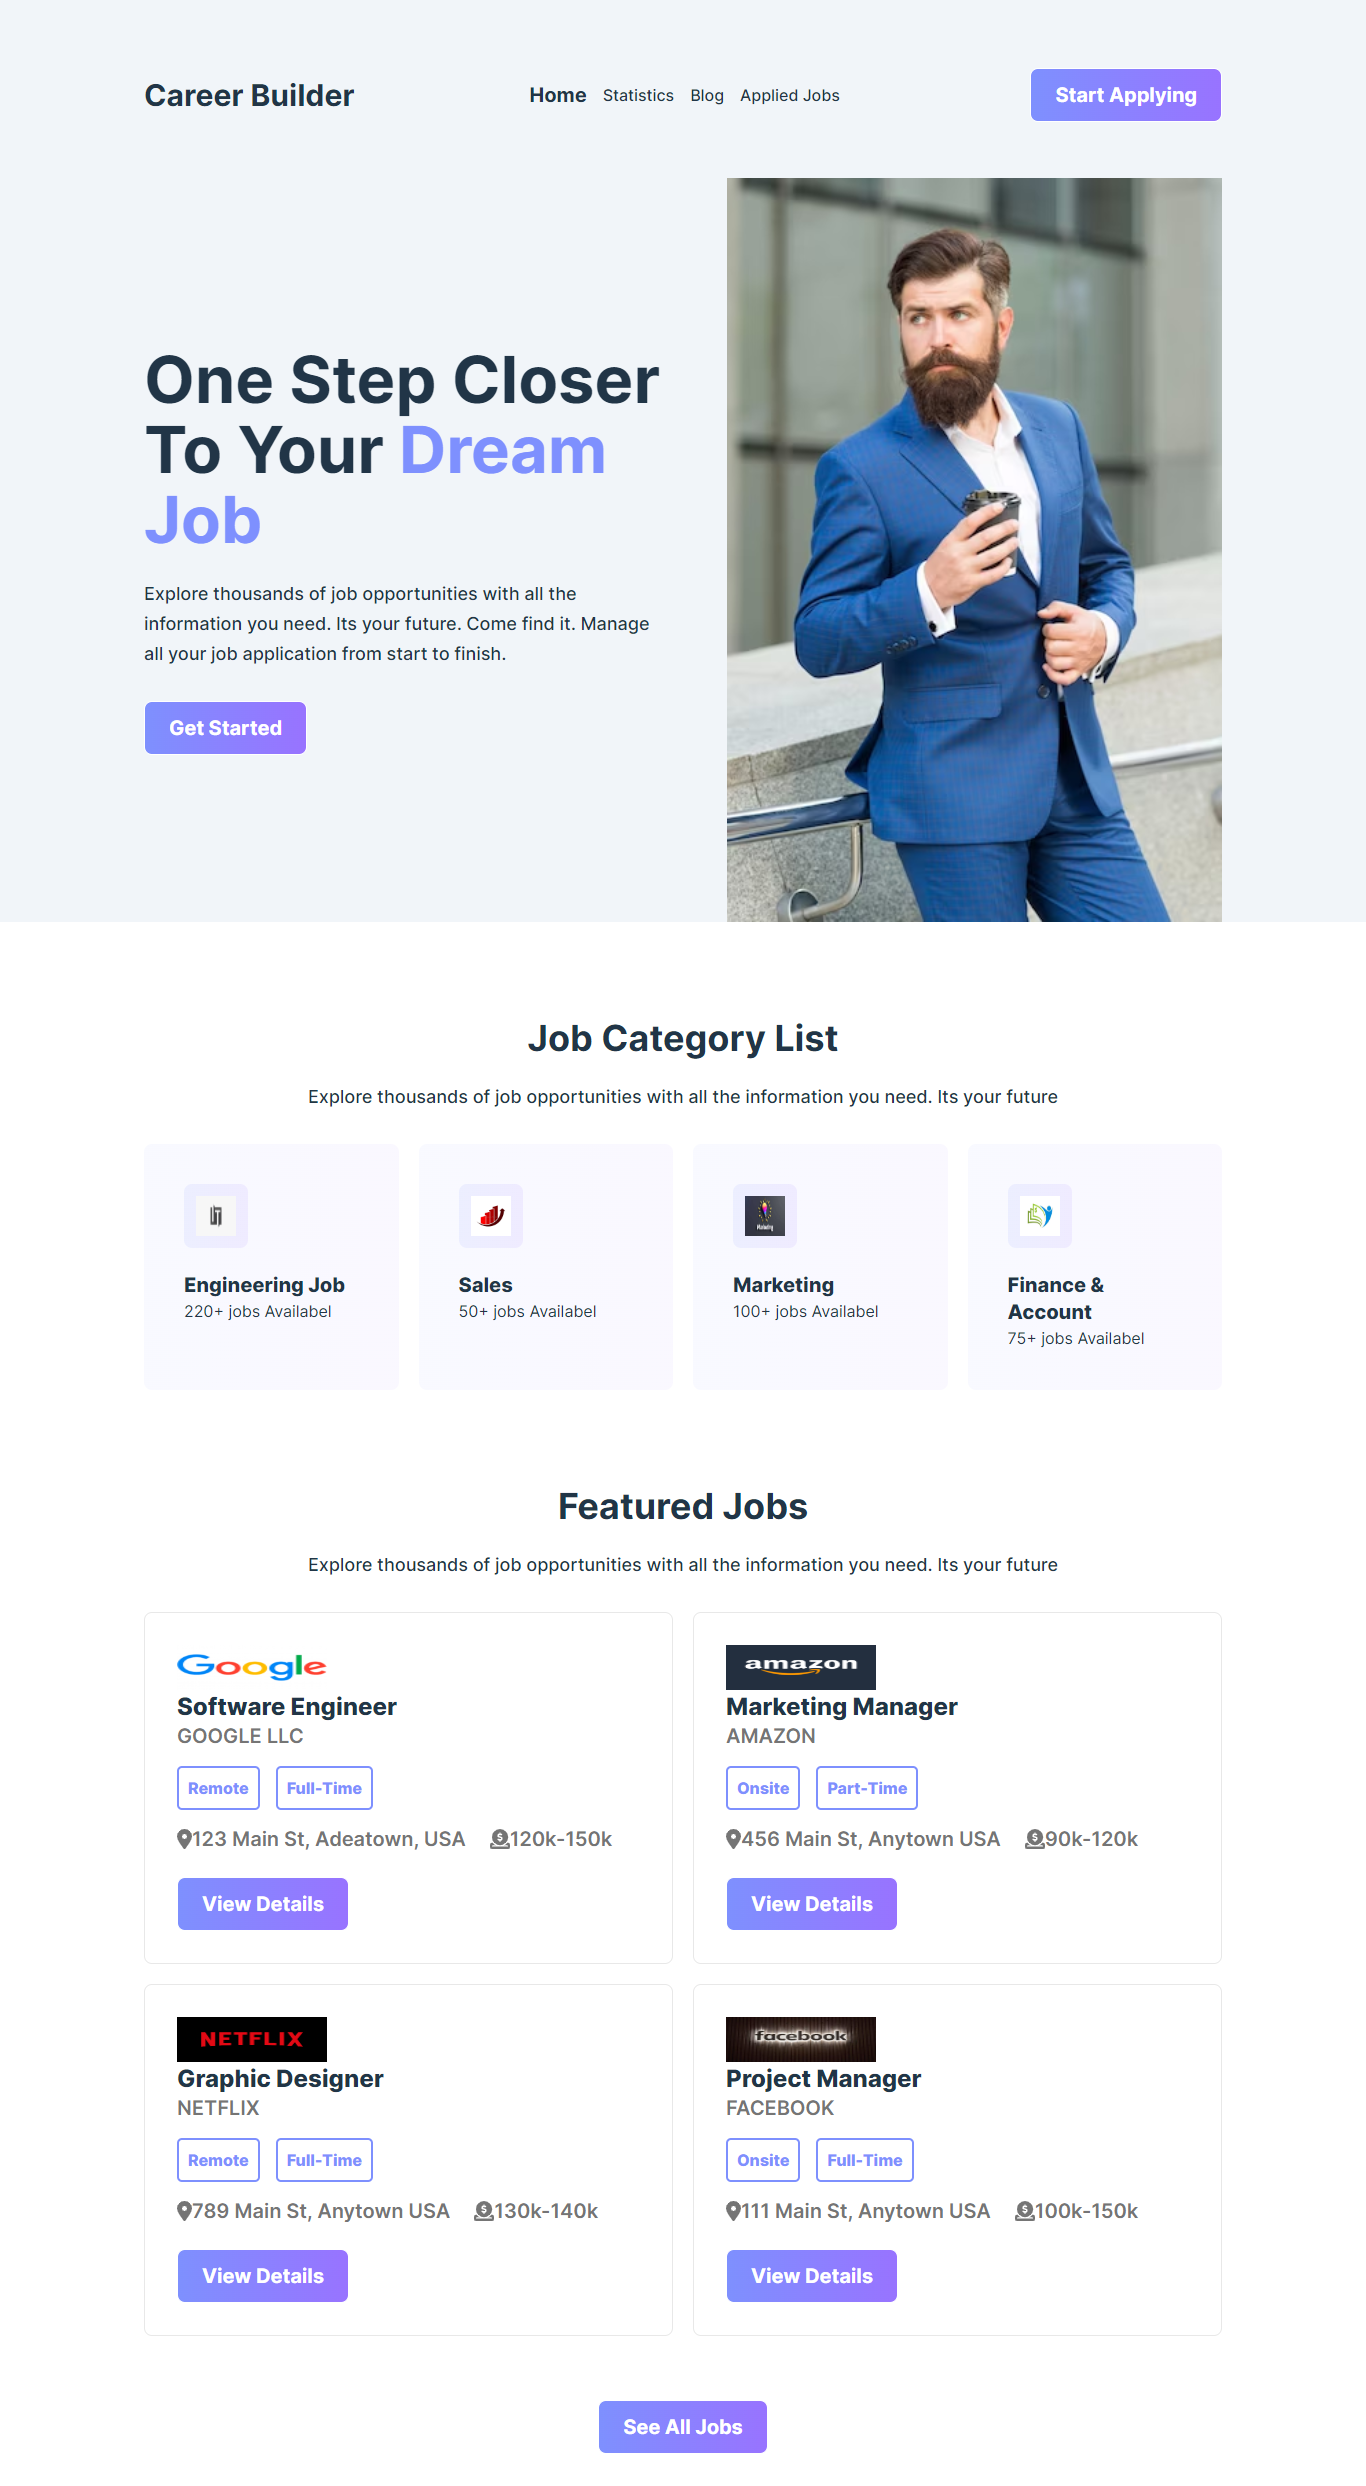 Career Builder
Home Statistics Blog Applied Jobs
Start Applying
One Step Closer
To Your Dream
Job
Explore thousands of job opportunities with all the
information you need. Its your future. Come find it. Manage
all your job application from start to finish.
Get Started
Job Category List
Explore thousands of job opportunities with all the information you need. Its your future
Engineering Job
220+ jobs Availabel
Sales
50+ jobs Availabel
Marketing
Marketing
100+ jobs Availabel
Finance &
Account
75+ jobs Availabel
Featured Jobs
Explore thousands of job opportunities with all the information you need. Its your future
Google
Software Engineer
GOOGLE LLC
Remote Full-Time
123 Main St, Adeatown, USA 120k-150k
View Details
amazon
Marketing Manager
AMAZON
Onsite Part-Time
456 Main St, Anytown USA 90k-120k
View Details
NETFLIX
Graphic Designer
NETFLIX
Remote Full-Time
789 Main St, Anytown USA 130k-140k
View Details
facebook
Project Manager
FACEBOOK
Onsite Full-Time
111 Main St, Anytown USA 100k-150k
View Details
See All Jobs